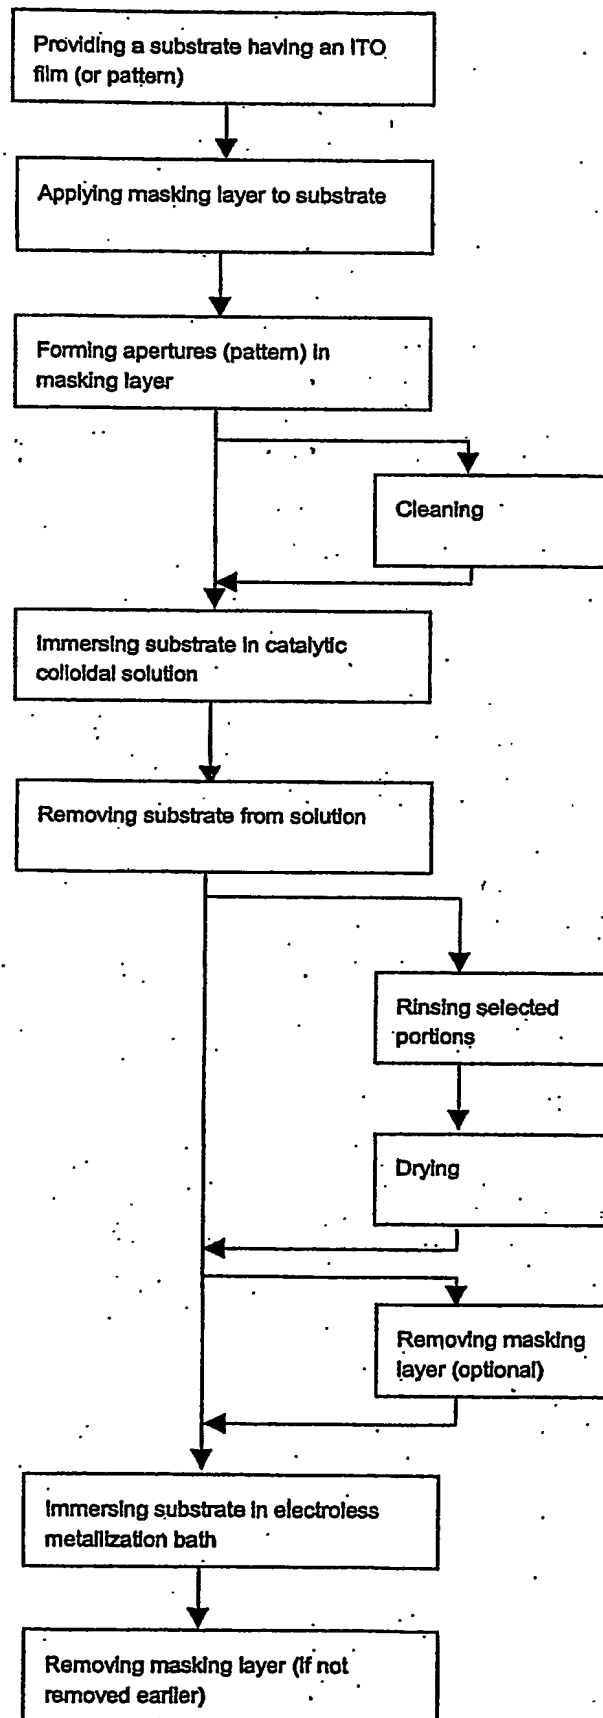 Providing a substrate having an ITO
film (or pattern)
Applying masking layer to substrate
Forming apertures (pattern) in
masking layer
Cleaning
Immersing substrate in catalytic
colloidal solution
Removing substrate from solution
Rinsing selected
portions
Drying
Removing masking
layer (optional)
Immersing substrate in electroless
metallization bath
Removing masking layer (if not
removed earlier)